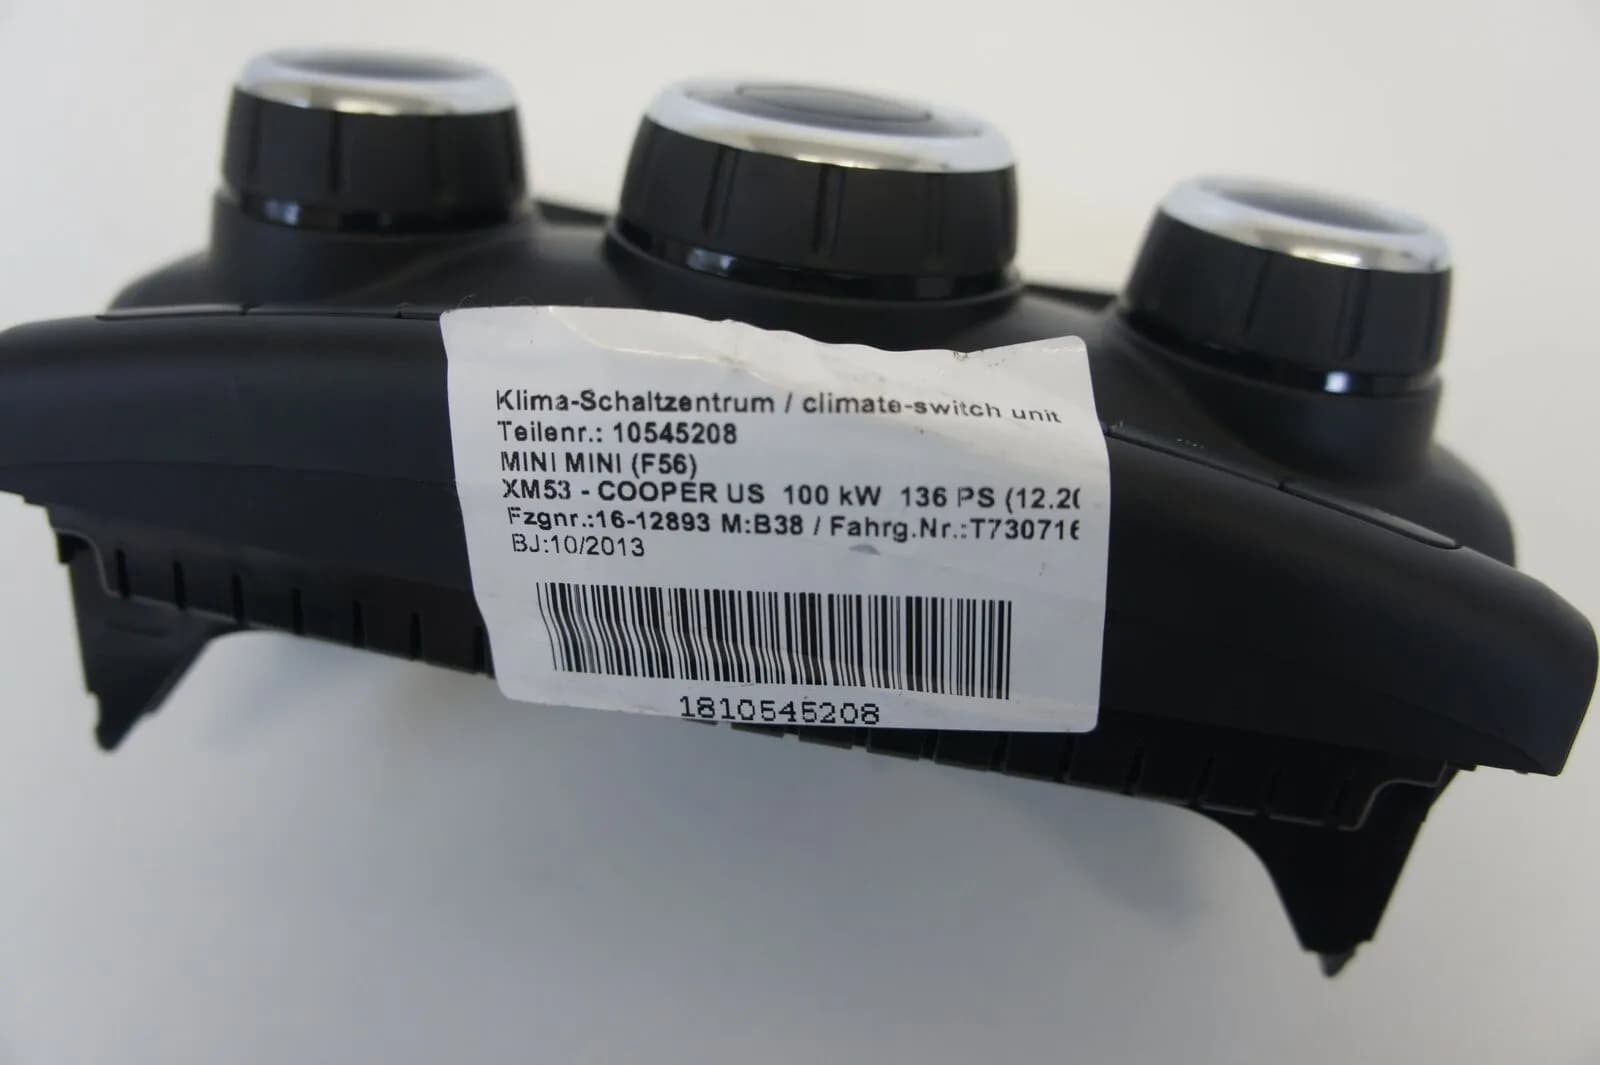 Klima-Schaltzentrum / climate-switch unit
Teilenr.: 10545208
MINI MINI (F56)
XM53 - COOPER US 100 kW 136 PS (12.20
Fzgnr.:16-12893 M:B38 / Fahrg.Nr.:T730716
BJ:10/2013
1810545208